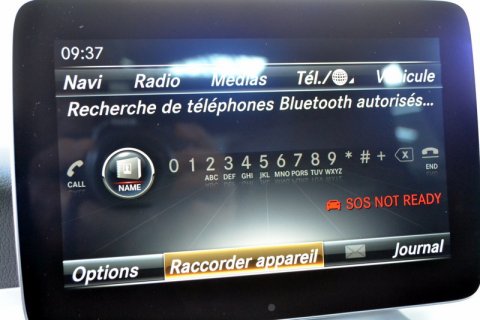 09:37
Navi Radio Médias Tél./ Véhicule
Recherche de téléphones Bluetooth autorisés...
0 1 2 3 4 5 6 7 8 9 * # +
ABC DEF GHI JKL MNO PQRS TUV WXYZ
CALL NAME END
SOS NOT READY
Options Raccorder appareil Journal